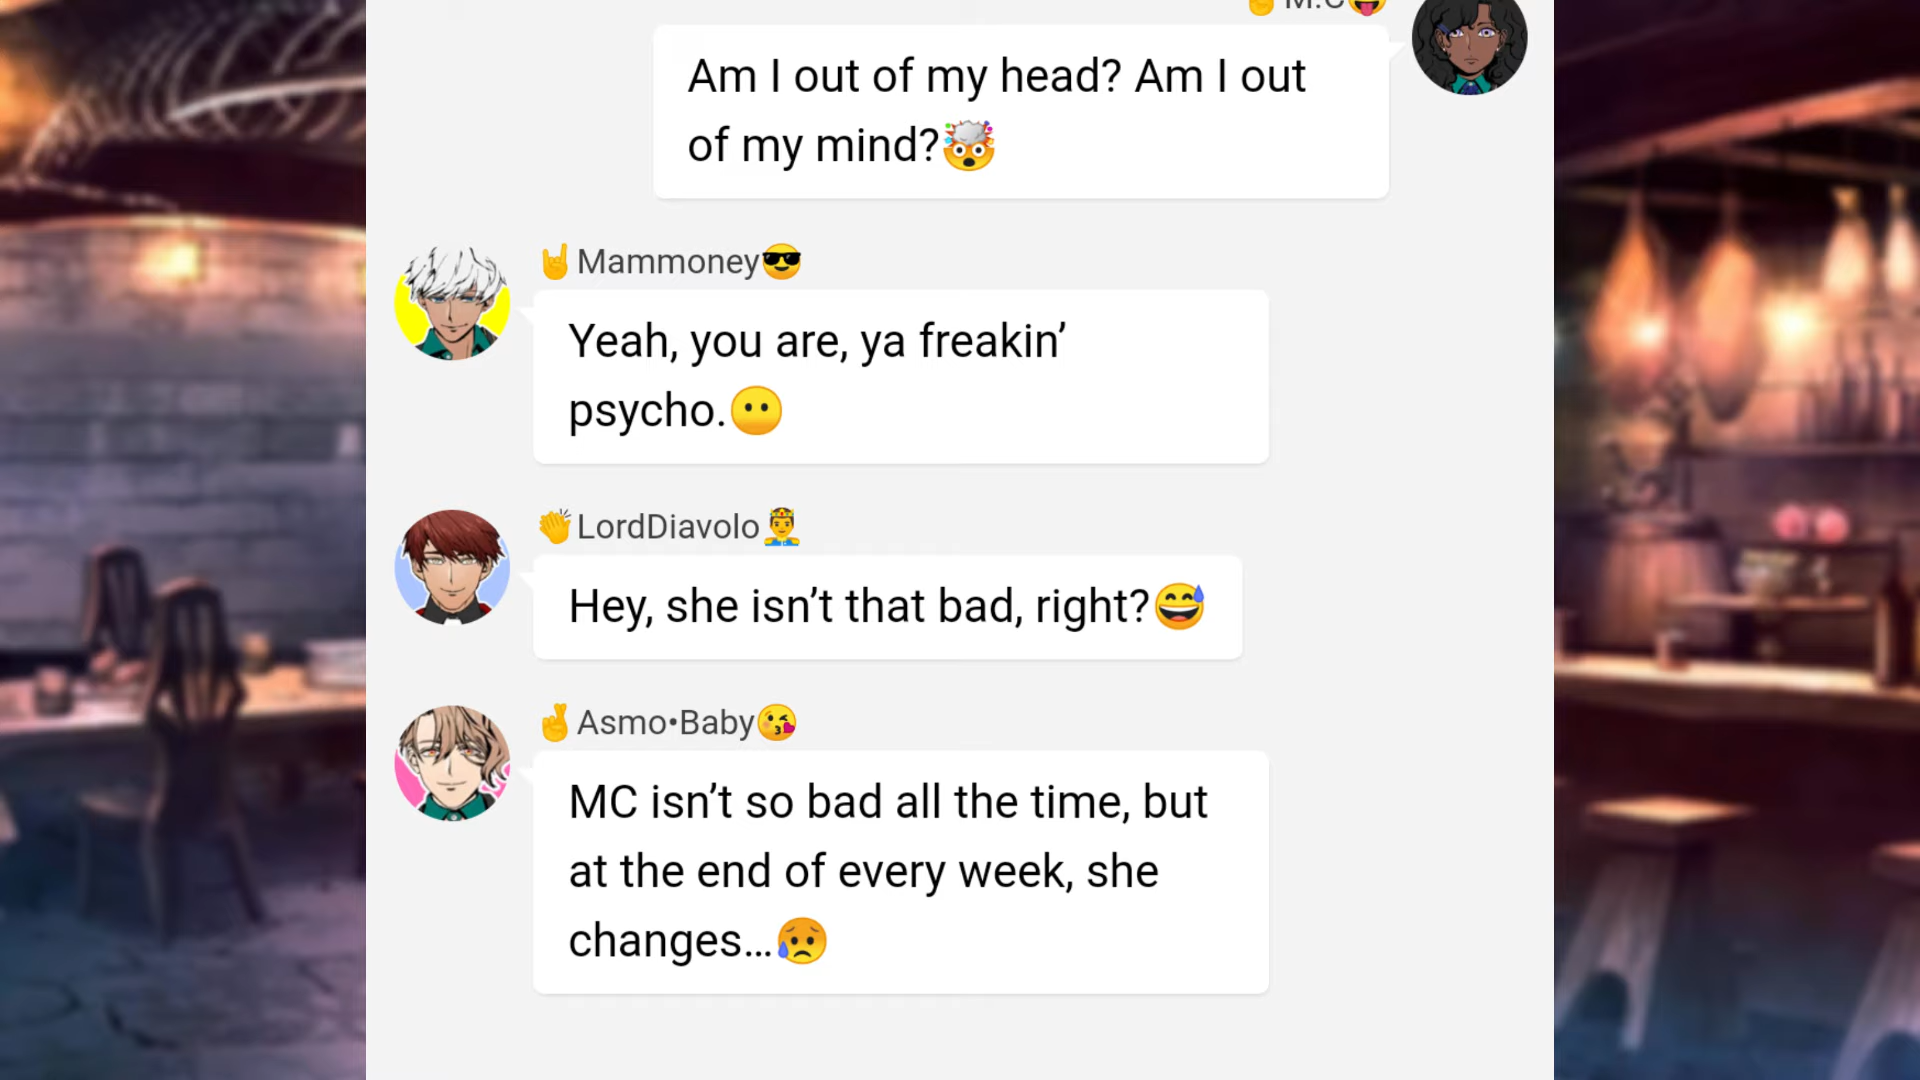 M.C😛
Am I out of my head? Am I out
of my mind?🤯
🤘Mammoney😎
Yeah, you are, ya freakin’
psycho.😶
👏LordDiavolo🤴
Hey, she isn’t that bad, right?😅
🤞Asmo•Baby😘
MC isn’t so bad all the time, but
at the end of every week, she
changes…😥